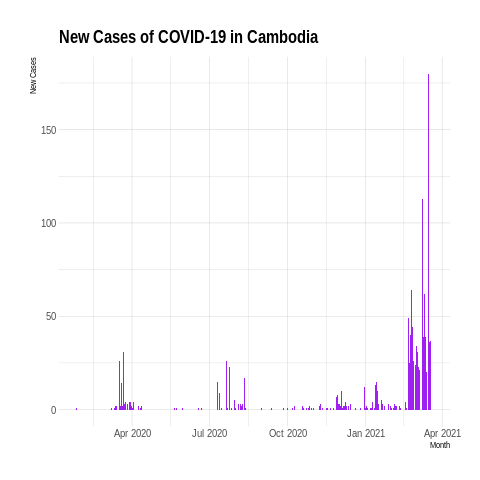 New Cases of COVID-19 in Cambodia
New Cases
150
100
50
0
Apr 2020 Jul 2020 Oct 2020 Jan 2021 Apr 2021
Month